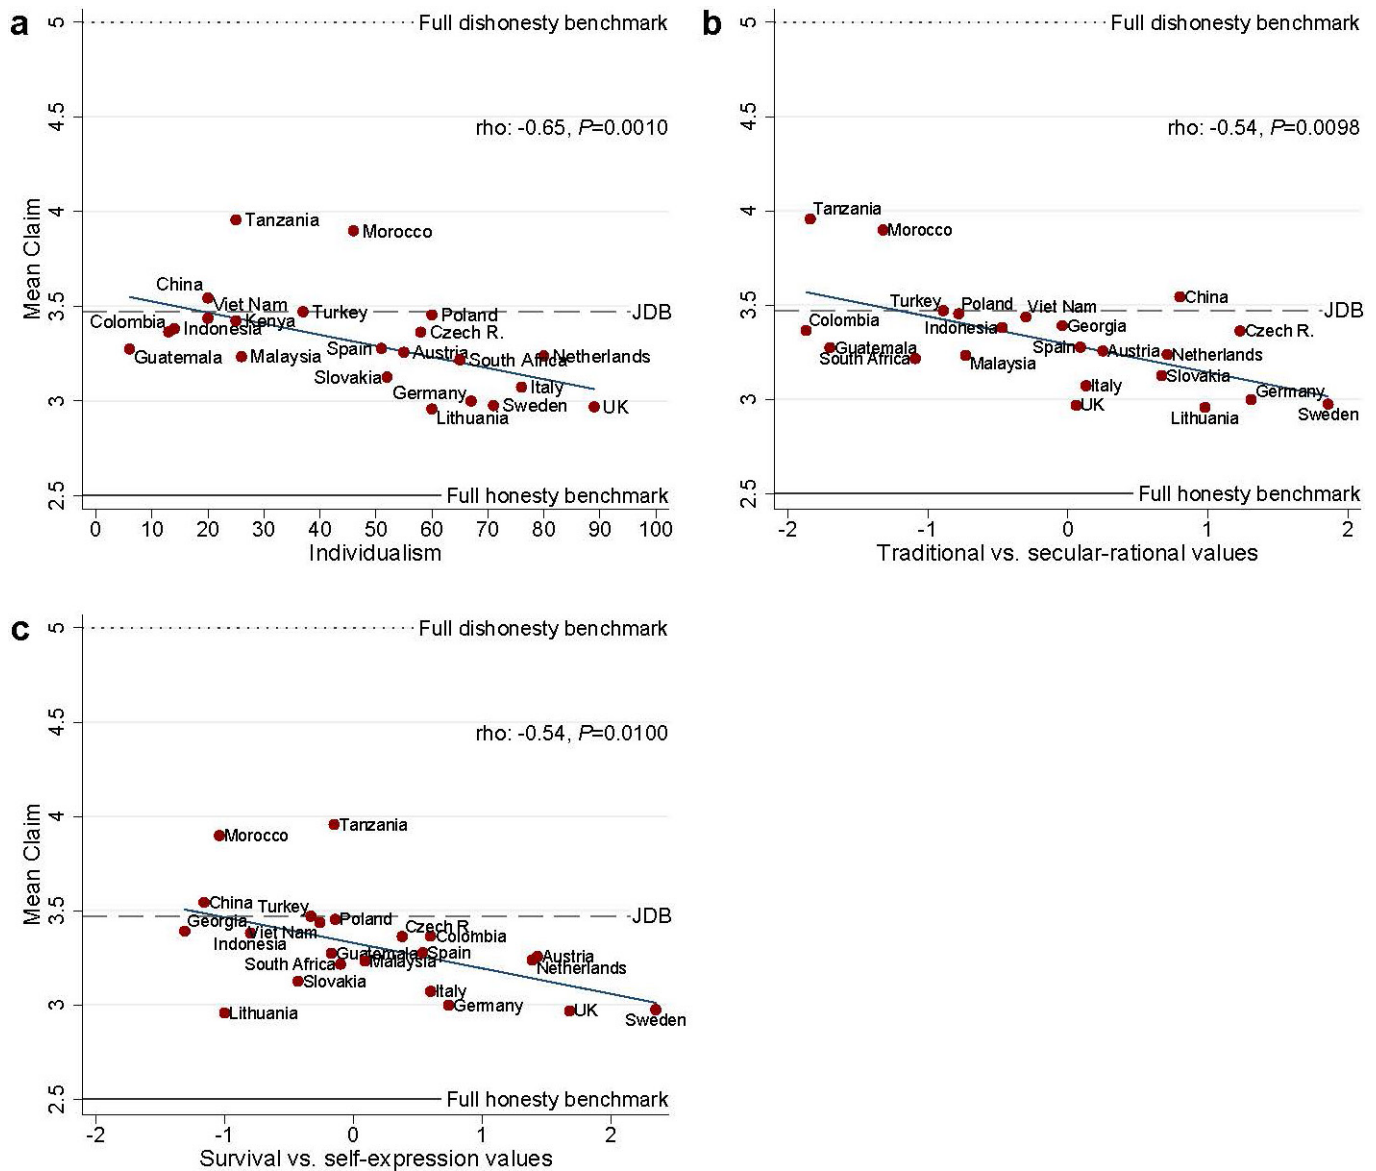 a
Full dishonesty benchmark
rho: -0.65, P=0.0010
Mean Claim
5
4.5
4
3.5
3
2.5
Tanzania
Morocco
China
Viet Nam
Turkey
JDB
Poland
Colombia
Indonesia
Kenya
Czech R.
Guatemala
Malaysia
Spain
Austria
South Africa
Netherlands
Slovakia
Germany
Italy
Sweden
UK
Lithuania
Full honesty benchmark
0 10 20 30 40 50 60 70 80 90 100
Individualism
b
Full dishonesty benchmark
rho: -0.54, P=0.0098
5
4.5
4
3.5
3
2.5
Tanzania
Morocco
China
Turkey
Poland
Viet Nam
JDB
Colombia
Indonesia
Georgia
Czech R.
Guatemala
Spain
Austria
South Africa
Malaysia
Netherlands
Slovakia
Italy
Germany
UK
Lithuania
Sweden
Full honesty benchmark
-2 -1 0 1 2
Traditional vs. secular-rational values
c
Full dishonesty benchmark
rho: -0.54, P=0.0100
Mean Claim
5
4.5
4
3.5
3
2.5
Tanzania
Morocco
China
Turkey
JDB
Georgia
Poland
Czech R
Viet Nam
Colombia
Indonesia
Guatemala
Spain
Austria
South Africa
Malaysia
Netherlands
Slovakia
Italy
Germany
Lithuania
UK
Sweden
Full honesty benchmark
-2 -1 0 1 2
Survival vs. self-expression values